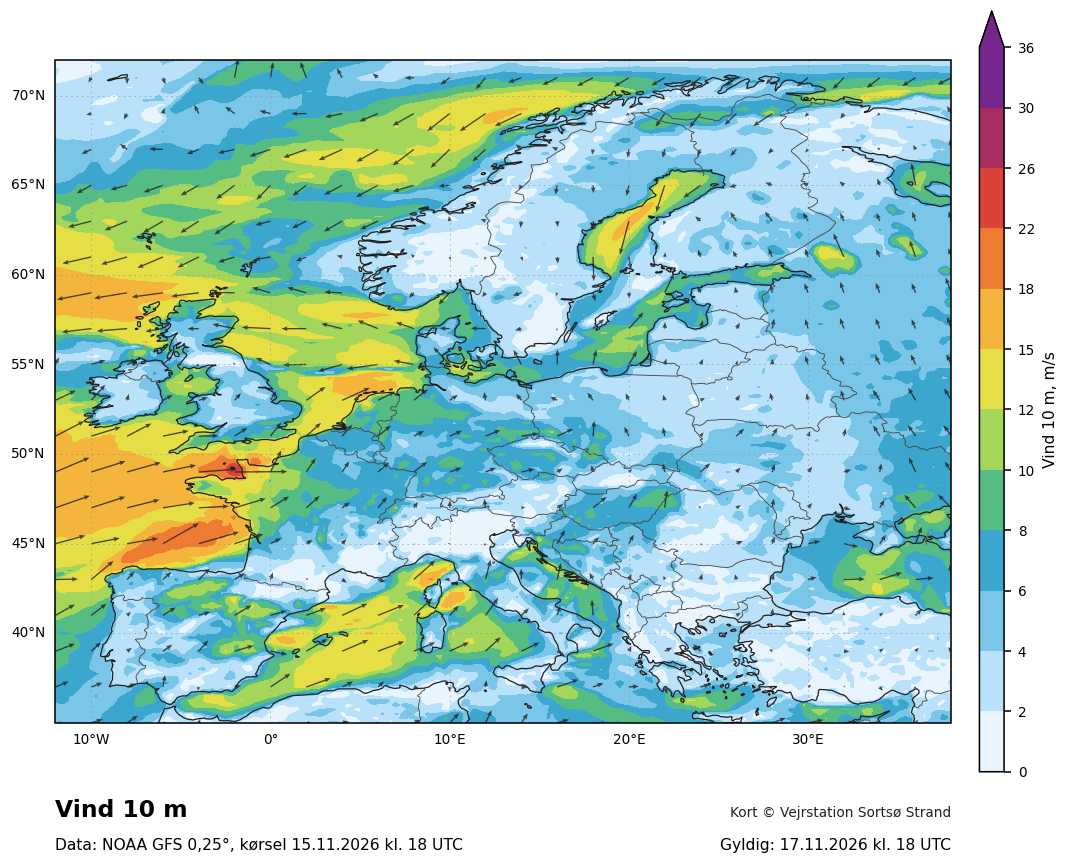 36
30
26
22
18
15
12
10
8
6
4
2
0
Vind 10 m, m/s
70°N
65°N
60°N
55°N
50°N
45°N
40°N
10°W
0°
10°E
20°E
30°E
Vind 10 m
Kort © Vejrstation Sortsø Strand
Data: NOAA GFS 0,25°, kørsel 15.11.2026 kl. 18 UTC
Gyldig: 17.11.2026 kl. 18 UTC